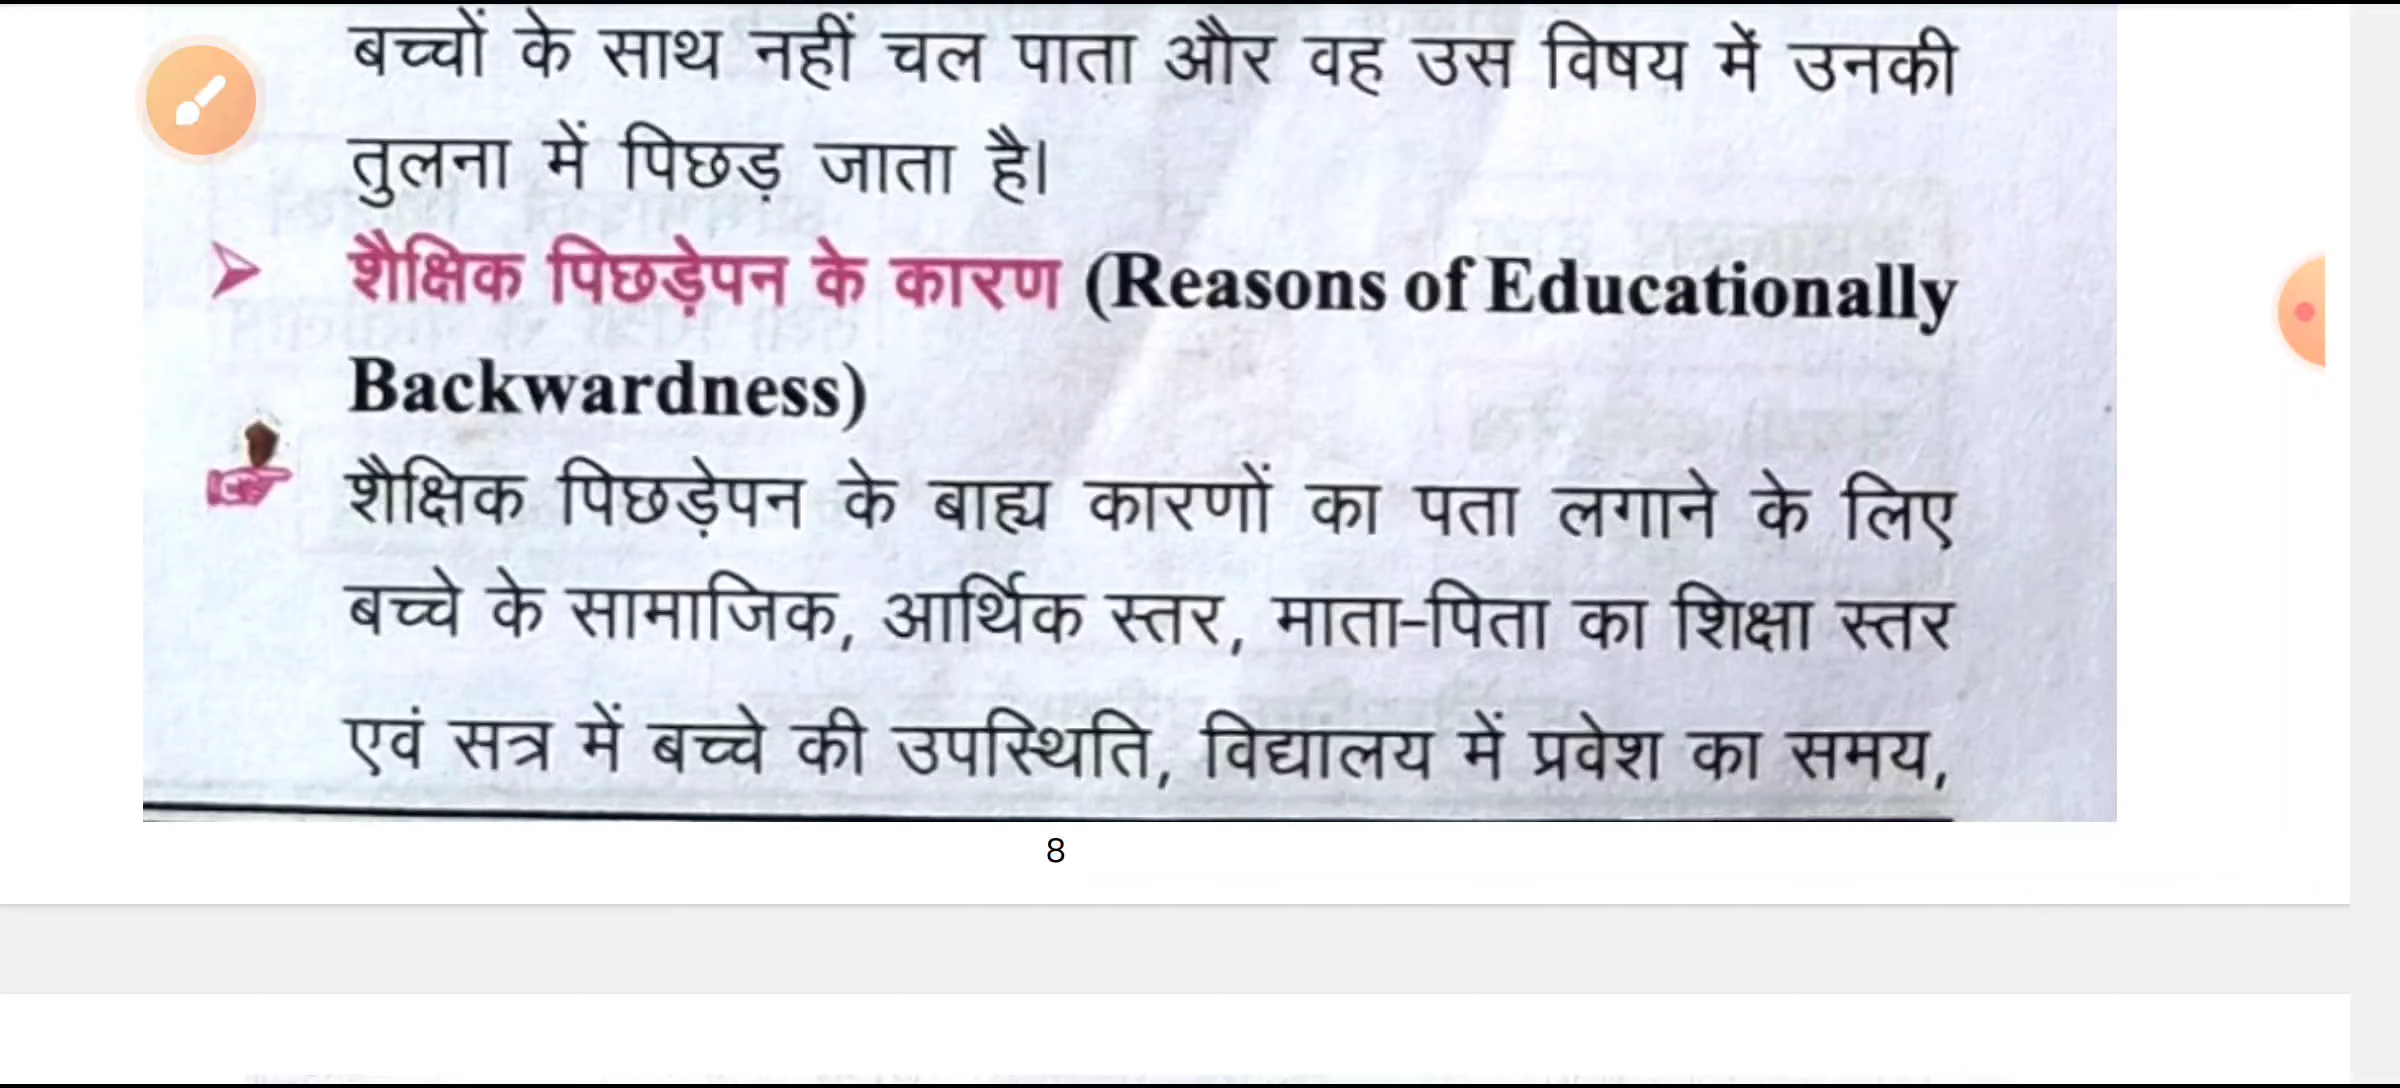 बच्चों के साथ नहीं चल पाता और वह उस विषय में उनकी
तुलना में पिछड़ जाता है।
शैक्षिक पिछड़ेपन के कारण (Reasons of Educationally
Backwardness)
शैक्षिक पिछड़ेपन के बाह्य कारणों का पता लगाने के लिए
बच्चे के सामाजिक, आर्थिक स्तर, माता-पिता का शिक्षा स्तर
एवं सत्र में बच्चे की उपस्थिति, विद्यालय में प्रवेश का समय,
8